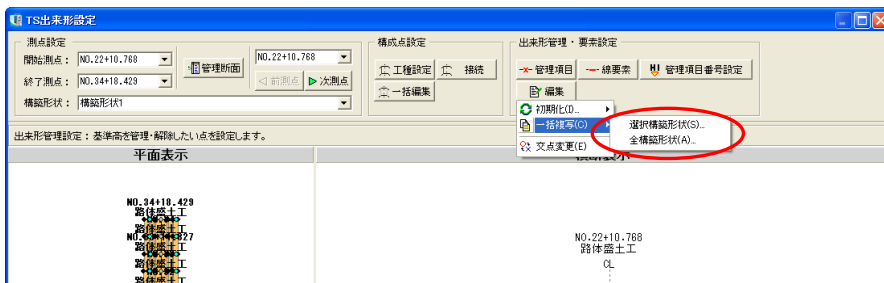 TS出来形設定
測点設定
開始測点： NO.22+10.768
管理断面
NO.22+10.768
終了測点： NO.34+18.429
前測点 次測点
構築形状： 構築形状1
構成点設定
工種設定 接続
一括編集
出来形管理・要素設定
管理項目 線要素 管理項目番号設定
編集
初期化(I)...
一括複写(C)
交点変更(E)
選択構築形状(S)...
全構築形状(A)...
出来形管理設定：基準高を管理・解除したい点を設定します。
平面表示
横断表示
NO.34+18.429
路体盛土工
路体盛土工
路体盛土工
路体盛土工
路体盛土工
NO.22+10.768
路体盛土工
CL